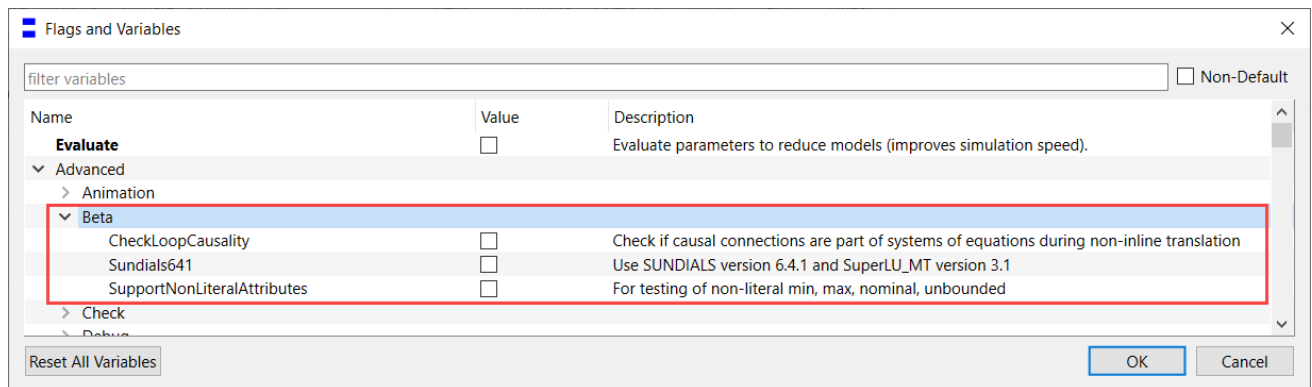 Flags and Variables
filter variables Non-Default
Name Value Description
Evaluate Evaluate parameters to reduce models (improves simulation speed).
Advanced
Animation
Beta
CheckLoopCausality Check if causal connections are part of systems of equations during non-inline translation
Sundials641 Use SUNDIALS version 6.4.1 and SuperLU_MT version 3.1
SupportNonLiteralAttributes For testing of non-literal min, max, nominal, unbounded
Check
Debug
Reset All Variables OK Cancel